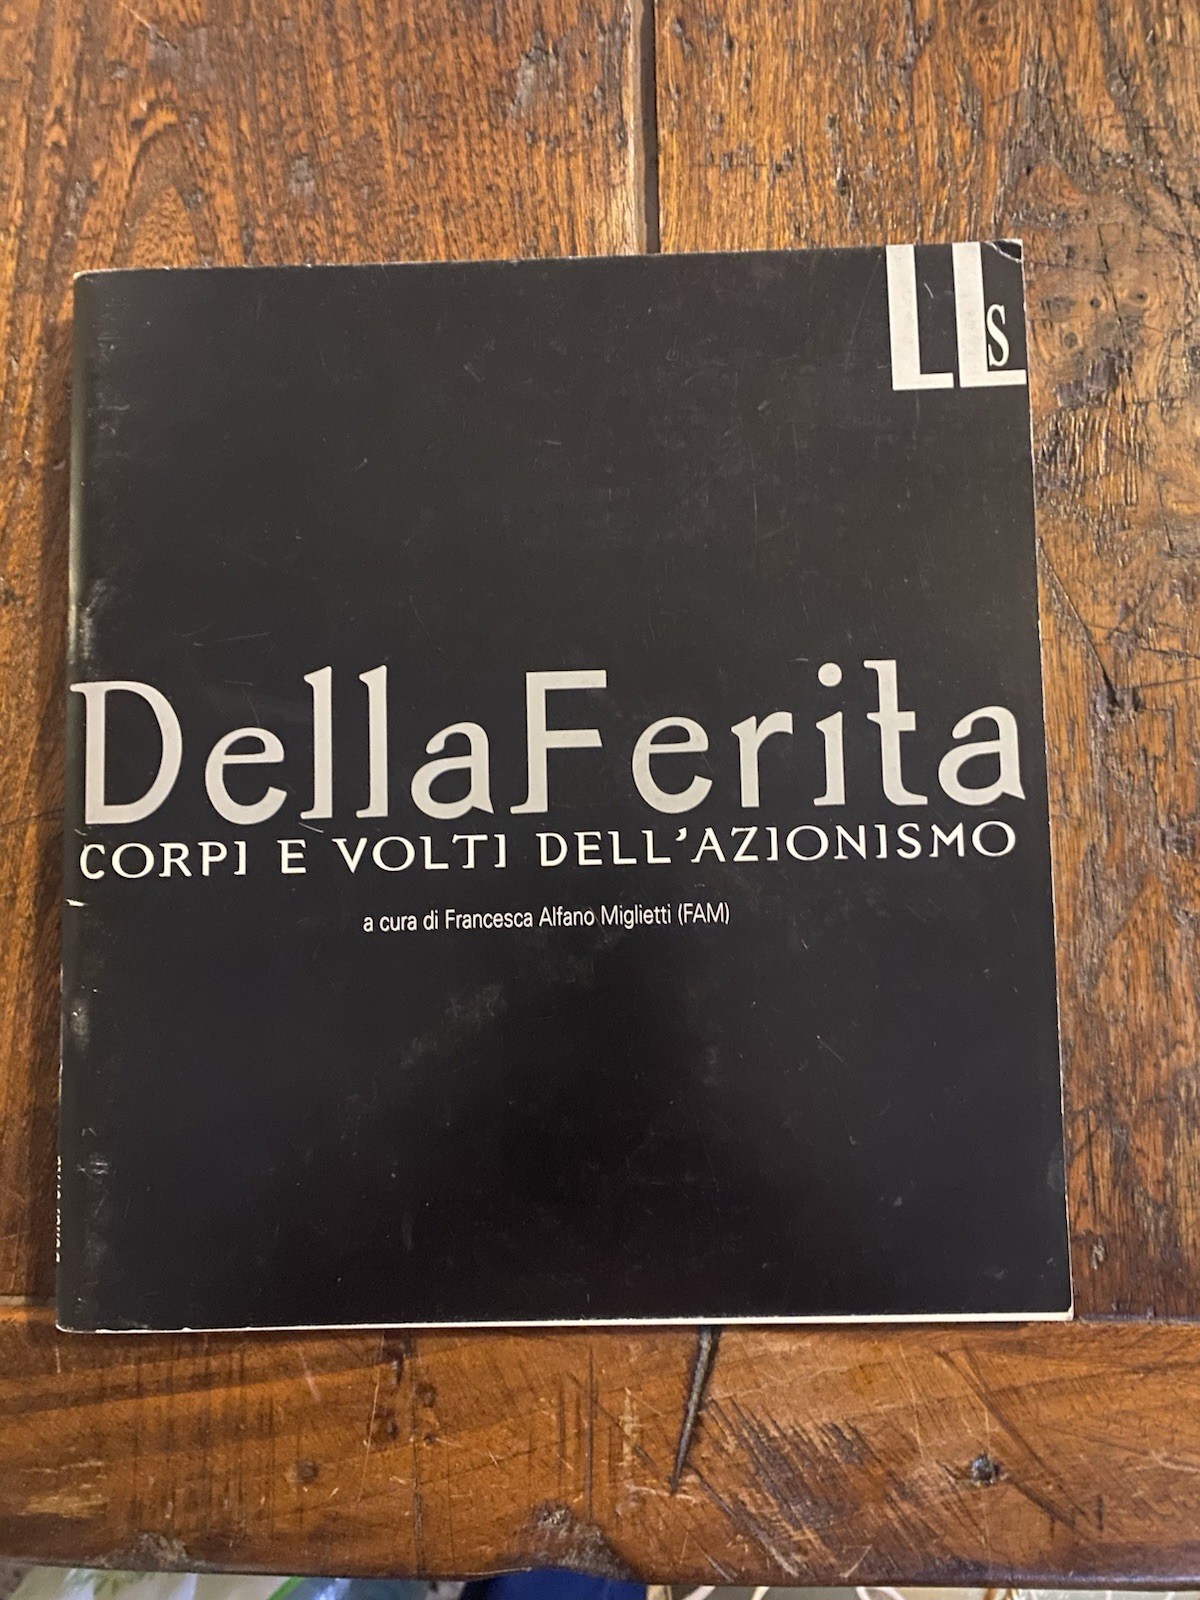 LLS
DellaFerita
CORPI E VOLTI DELL'AZIONISMO
a cura di Francesca Alfano Miglietti (FAM)